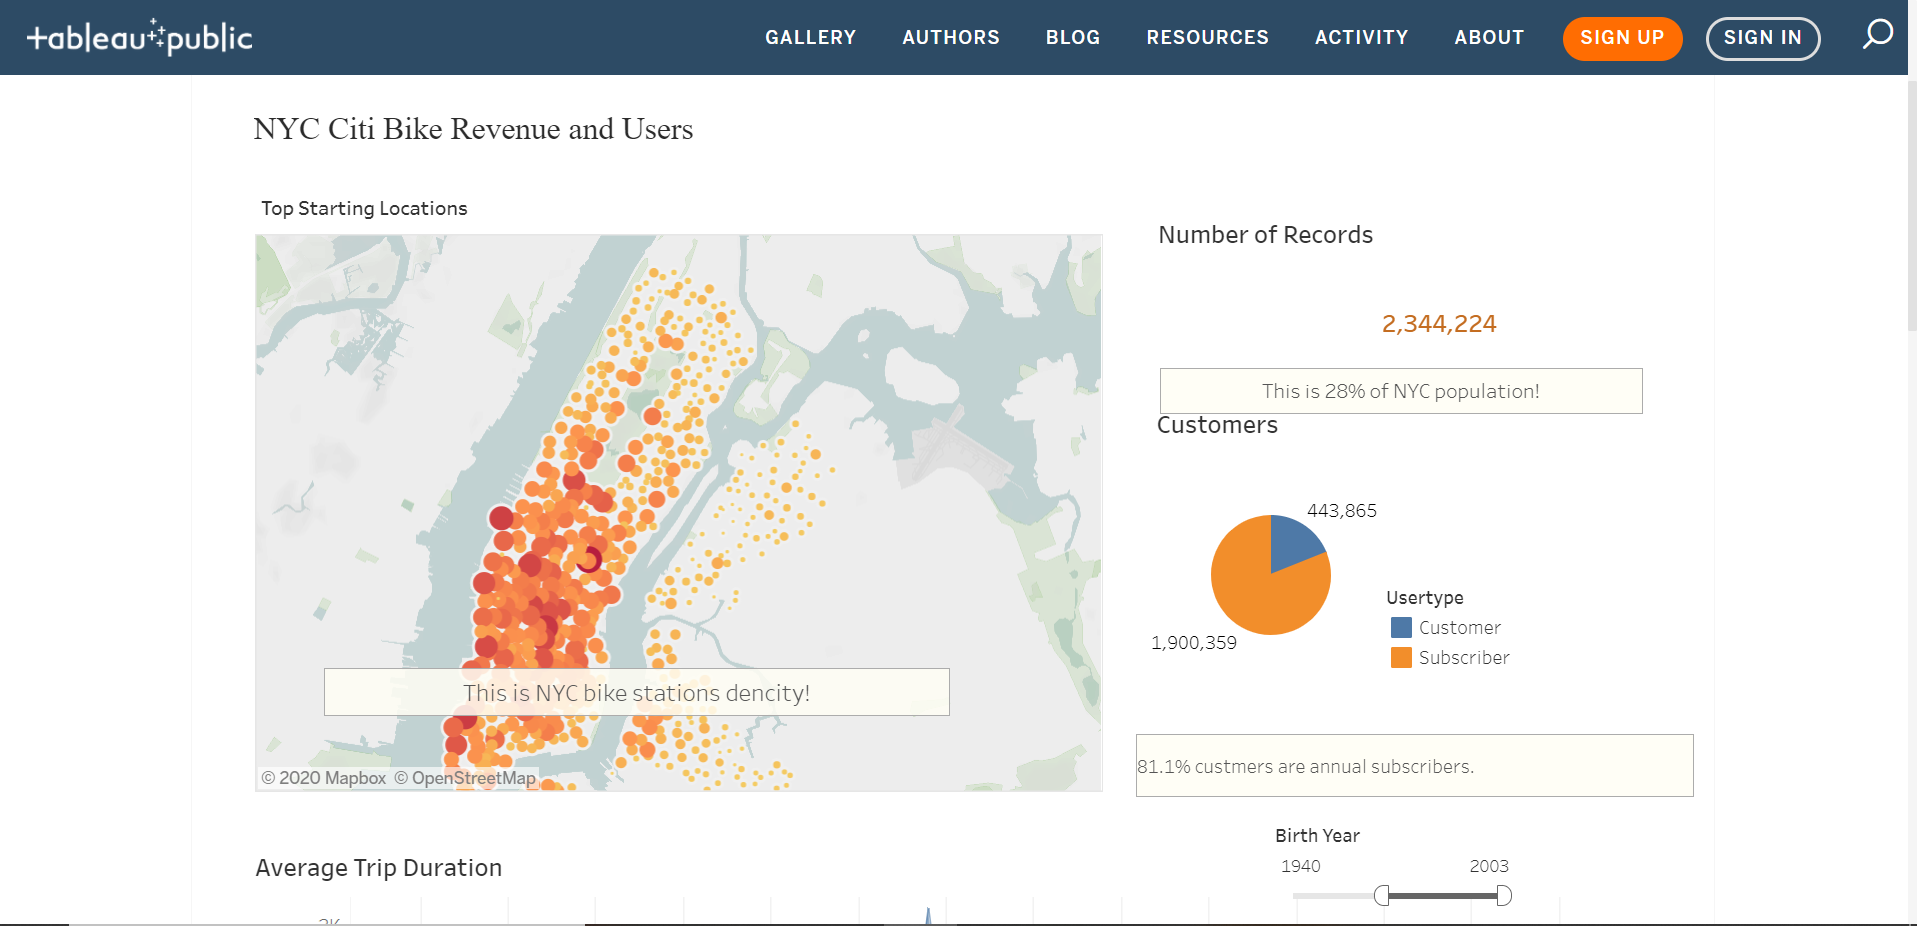 tableau public
GALLERY AUTHORS BLOG RESOURCES ACTIVITY ABOUT SIGN UP SIGN IN
NYC Citi Bike Revenue and Users
Top Starting Locations
This is NYC bike stations dencity!
© 2020 Mapbox © OpenStreetMap
Number of Records
2,344,224
This is 28% of NYC population!
Customers
443,865
1,900,359
Usertype
Customer
Subscriber
81.1% custmers are annual subscribers.
Birth Year
1940 2003
Average Trip Duration